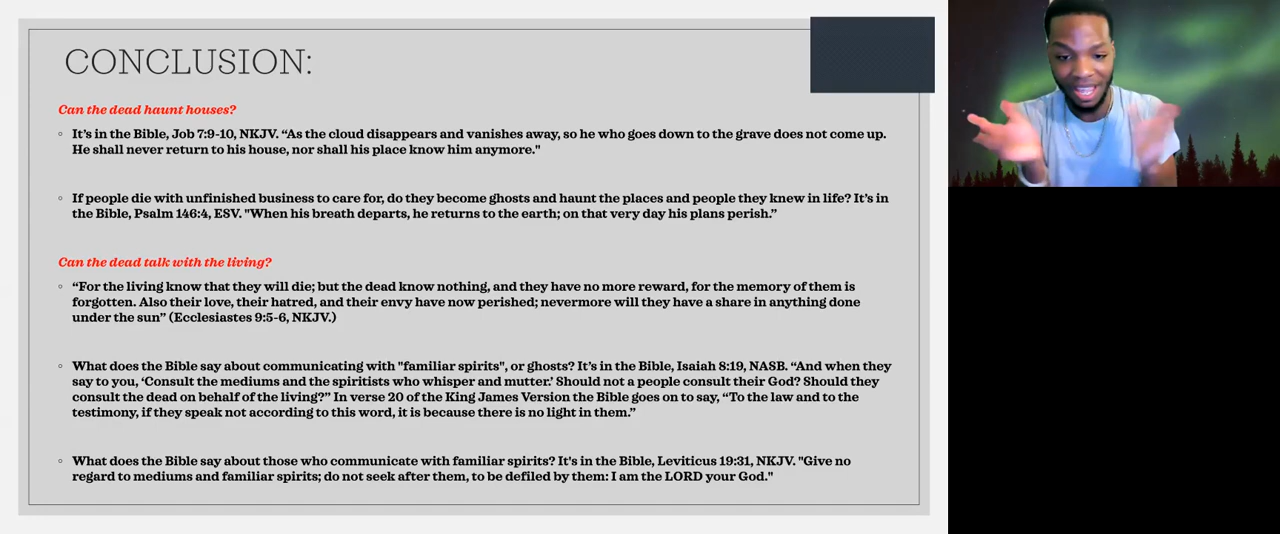 CONCLUSION:
Can the dead haunt houses?
It’s in the Bible, Job 7:9-10, NKJV. “As the cloud disappears and vanishes away, so he who goes down to the grave does not come up.
He shall never return to his house, nor shall his place know him anymore."
If people die with unfinished business to care for, do they become ghosts and haunt the places and people they knew in life? It’s in
the Bible, Psalm 146:4, ESV. "When his breath departs, he returns to the earth; on that very day his plans perish.”
Can the dead talk with the living?
“For the living know that they will die; but the dead know nothing, and they have no more reward, for the memory of them is
forgotten. Also their love, their hatred, and their envy have now perished; nevermore will they have a share in anything done
under the sun” (Ecclesiastes 9:5-6, NKJV.)
What does the Bible say about communicating with "familiar spirits", or ghosts? It’s in the Bible, Isaiah 8:19, NASB. “And when they
say to you, ‘Consult the mediums and the spiritists who whisper and mutter.’ Should not a people consult their God? Should they
consult the dead on behalf of the living?” In verse 20 of the King James Version the Bible goes on to say, “To the law and to the
testimony, if they speak not according to this word, it is because there is no light in them.”
What does the Bible say about those who communicate with familiar spirits? It's in the Bible, Leviticus 19:31, NKJV. "Give no
regard to mediums and familiar spirits; do not seek after them, to be defiled by them: I am the LORD your God."